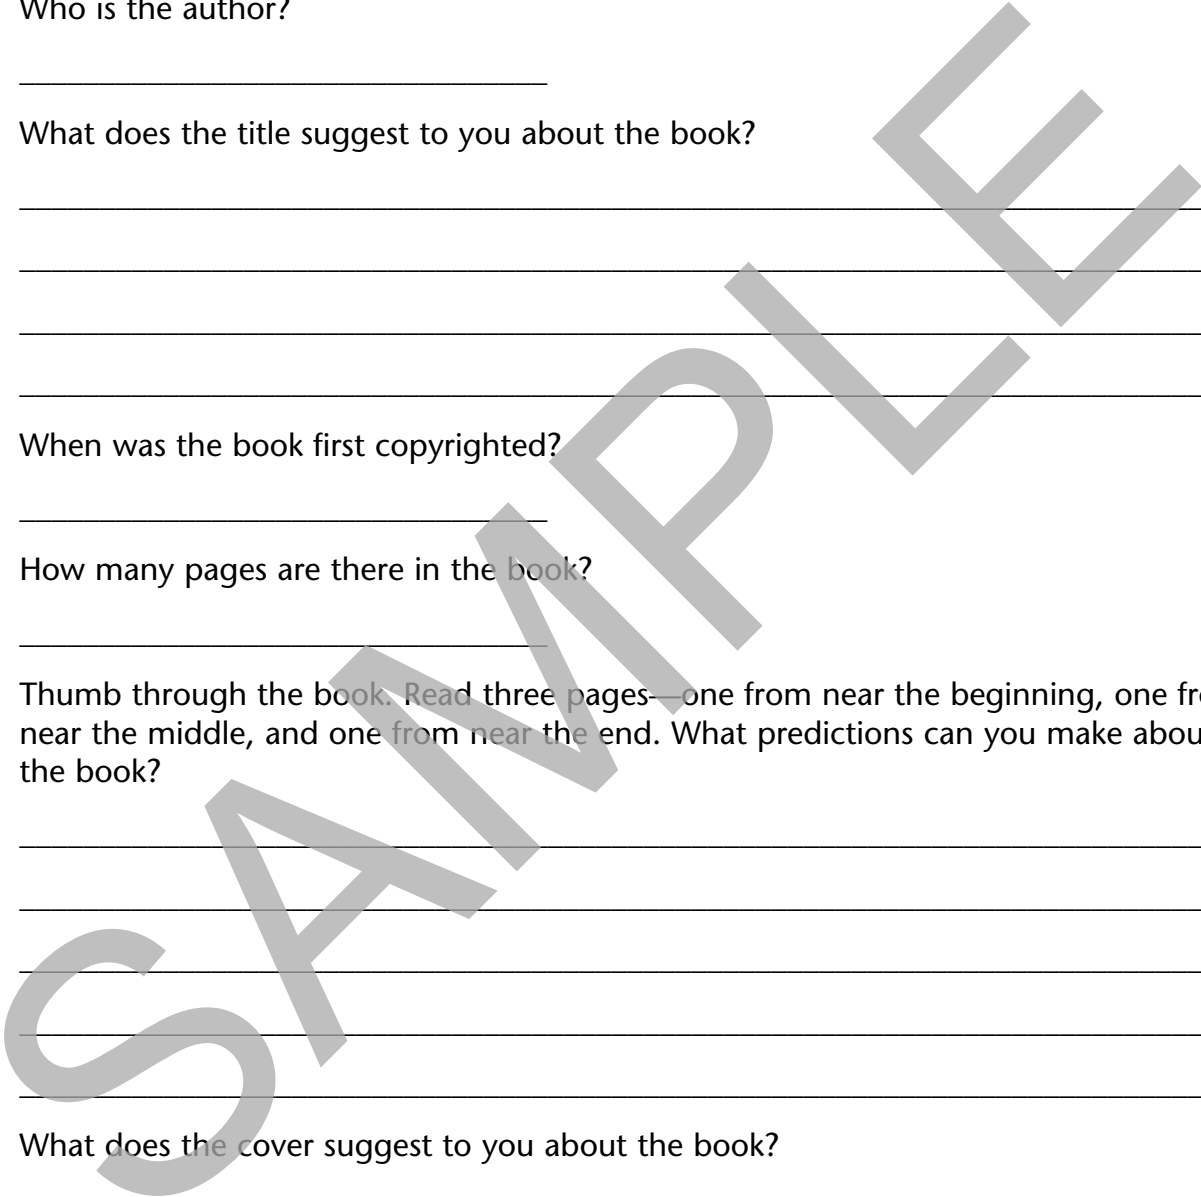 Who is the author?
What does the title suggest to you about the book?
When was the book first copyrighted?
How many pages are there in the book?
Thumb through the book. Read three pages—one from near the beginning, one fr
near the middle, and one from near the end. What predictions can you make abou
the book?
What does the cover suggest to you about the book?
SAMPLE